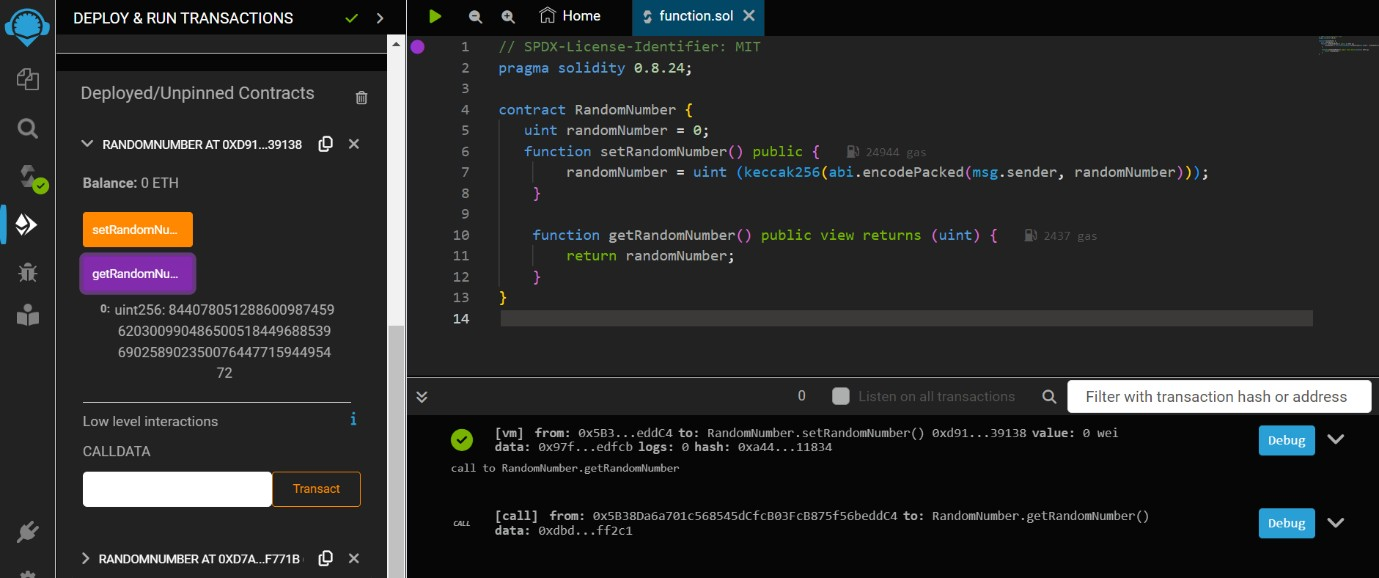 DEPLOY & RUN TRANSACTIONS
Deployed/Unpinned Contracts
RANDOMNUMBER AT 0XD91...39138
Balance: 0 ETH
setRandomNu...
getRandomNu...
0: uint256: 844078051288600987459
620300990486500518449688539
690258902350076447715944954
72
Low level interactions
i
CALLDATA
Transact
RANDOMNUMBER AT 0XD7A...F771B
Home
function.sol
1 // SPDX-License-Identifier: MIT
2 pragma solidity 0.8.24;
3
4 contract RandomNumber {
5 uint randomNumber = 0;
6 function setRandomNumber() public { 24944 gas
7 randomNumber = uint (keccak256(abi.encodePacked(msg.sender, randomNumber)));
8 }
9
10 function getRandomNumber() public view returns (uint) { 2437 gas
11 return randomNumber;
12 }
13 }
14
0 Listen on all transactions Filter with transaction hash or address
[vm] from: 0x5B3...eddC4 to: RandomNumber.setRandomNumber() 0xd91...39138 value: 0 wei
data: 0x97f...edfcb logs: 0 hash: 0xa44...11834
Debug
call to RandomNumber.getRandomNumber
CALL
[call] from: 0x5B38Da6a701c568545dCfcB03FcB875f56beddC4 to: RandomNumber.getRandomNumber()
data: 0xdbd...ff2c1
Debug